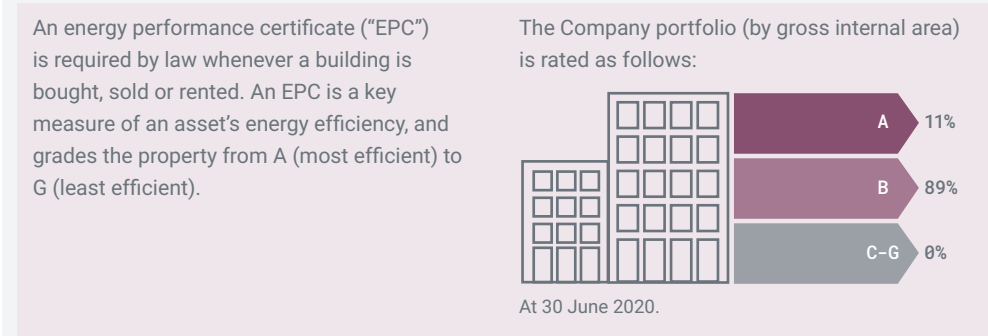 An energy performance certificate (“EPC”)
is required by law whenever a building is
bought, sold or rented. An EPC is a key
measure of an asset’s energy efficiency, and
grades the property from A (most efficient) to
G (least efficient).
The Company portfolio (by gross internal area)
is rated as follows:
A 11%
B 89%
C–G 0%
At 30 June 2020.